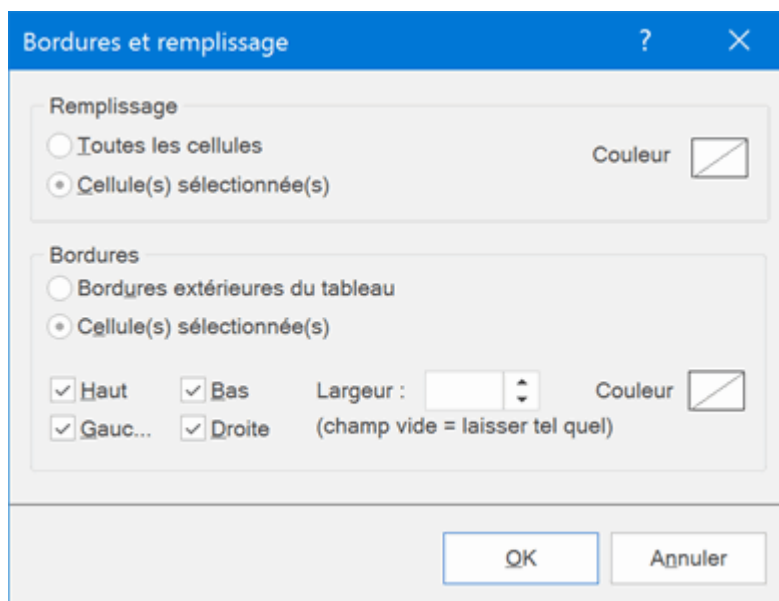 Bordures et remplissage ?
Remplissage
Toutes les cellules
Couleur
Cellule(s) sélectionnée(s)
Bordures
Bordures extérieures du tableau
Cellule(s) sélectionnée(s)
Haut Bas Largeur : Couleur
Gauc... Droite (champ vide = laisser tel quel)
OK Annuler